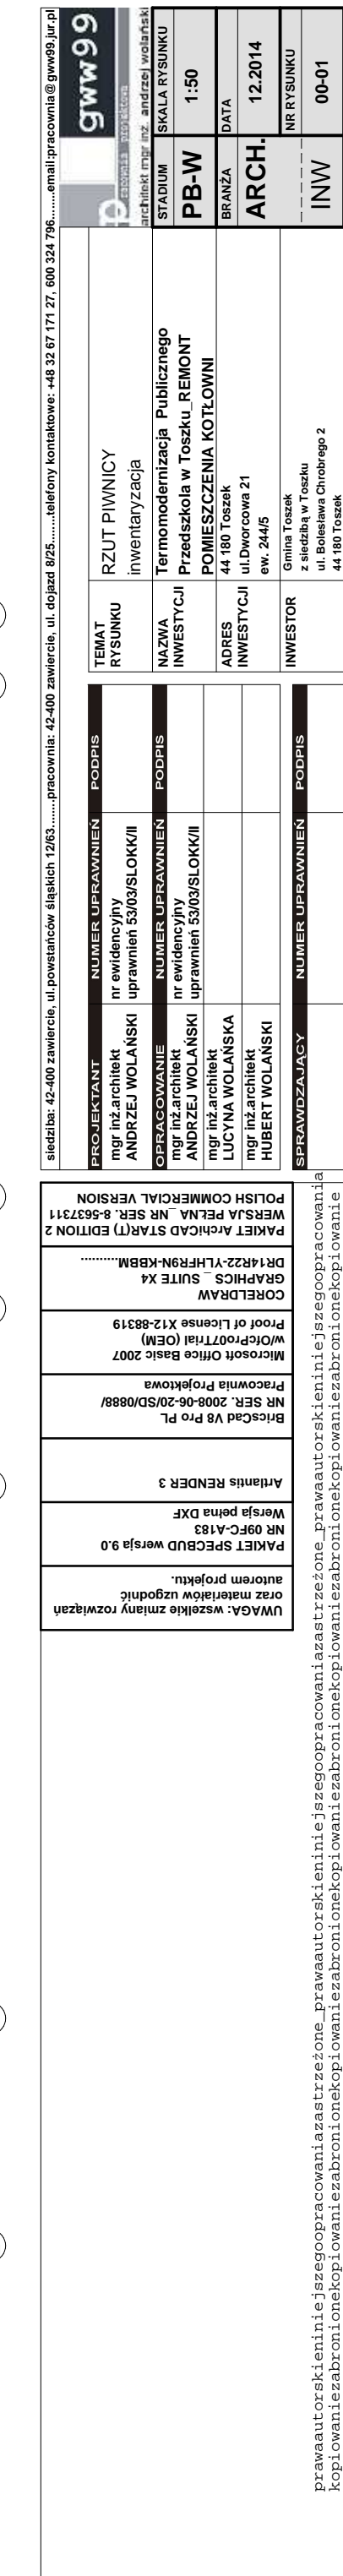 siedziba: 42-400 zawiercie, ul.powstańców śląskich 12/63........pracownia: 42-400 zawiercie, ul. dojazd 8/25........telefony kontaktowe: +48 32 67 171 27, 600 324 796........email:pracownia@gww99.jur.pl
gww99
pracownia projektowa
architekt mgr inż. andrzej wolański
TEMAT
RYSUNKU
RZUT PIWNICY
inwentaryzacja
NAZWA
INWESTYCJI
Termomodernizacja Publicznego
Przedszkola w Toszku_REMONT
POMIESZCZENIA KOTŁOWNI
ADRES
INWESTYCJI
44 180 Toszek
ul.Dworcowa 21
ew. 244/5
INWESTOR
Gmina Toszek
z siedzibą w Toszku
ul. Bolesława Chrobrego 2
44 180 Toszek
STADIUM
PB-W
SKALA RYSUNKU
1:50
BRANŻA
ARCH.
DATA
12.2014
NR RYSUNKU
INW
00-01
PROJEKTANT NUMER UPRAWNIEŃ PODPIS
mgr inż.architekt
ANDRZEJ WOLAŃSKI
nr ewidencyjny
uprawnień 53/03/SLOKK/II
OPRACOWANIE NUMER UPRAWNIEŃ PODPIS
mgr inż.architekt
ANDRZEJ WOLAŃSKI
nr ewidencyjny
uprawnień 53/03/SLOKK/II
mgr inż.architekt
LUCYNA WOLAŃSKA
mgr inż.architekt
HUBERT WOLAŃSKI
SPRAWDZAJĄCY NUMER UPRAWNIEŃ PODPIS
PAKIET ArchiCAD STAR(T) EDITION 2
WERSJA PEŁNA _NR SER. 8-5637311
POLISH COMMERCIAL VERSION
CORELDRAW
GRAPHICS _ SUITE X4
DR14R22-YLHFR9N-KBBM..........
Microsoft Office Basic 2007
w/OfcPro07Trial (OEM)
Proof of License X12-88319
BricsCad V8 Pro PL
NR SER. 2008-06-20/SD/0888/
Pracownia Projektowa
Artlantis RENDER 3
PAKIET SPECBUD wersja 9.0
NR 09FC-A183
Wersja pełna DXF
UWAGA: wszelkie zmiany rozwiązań
oraz materiałów uzgodnić
autorem projektu.
prawaautorskieniniejszegoopracowaniazastrzeżone_prawaautorskieniniejszegoopracowaniazastrzeżone_prawaautorskieniniejszegoopracowania
kopiowaniezabronionekopiowaniezabronionekopiowaniezabronionekopiowaniezabronionekopiowaniezabronionekopiowaniezabronionekopiowanie